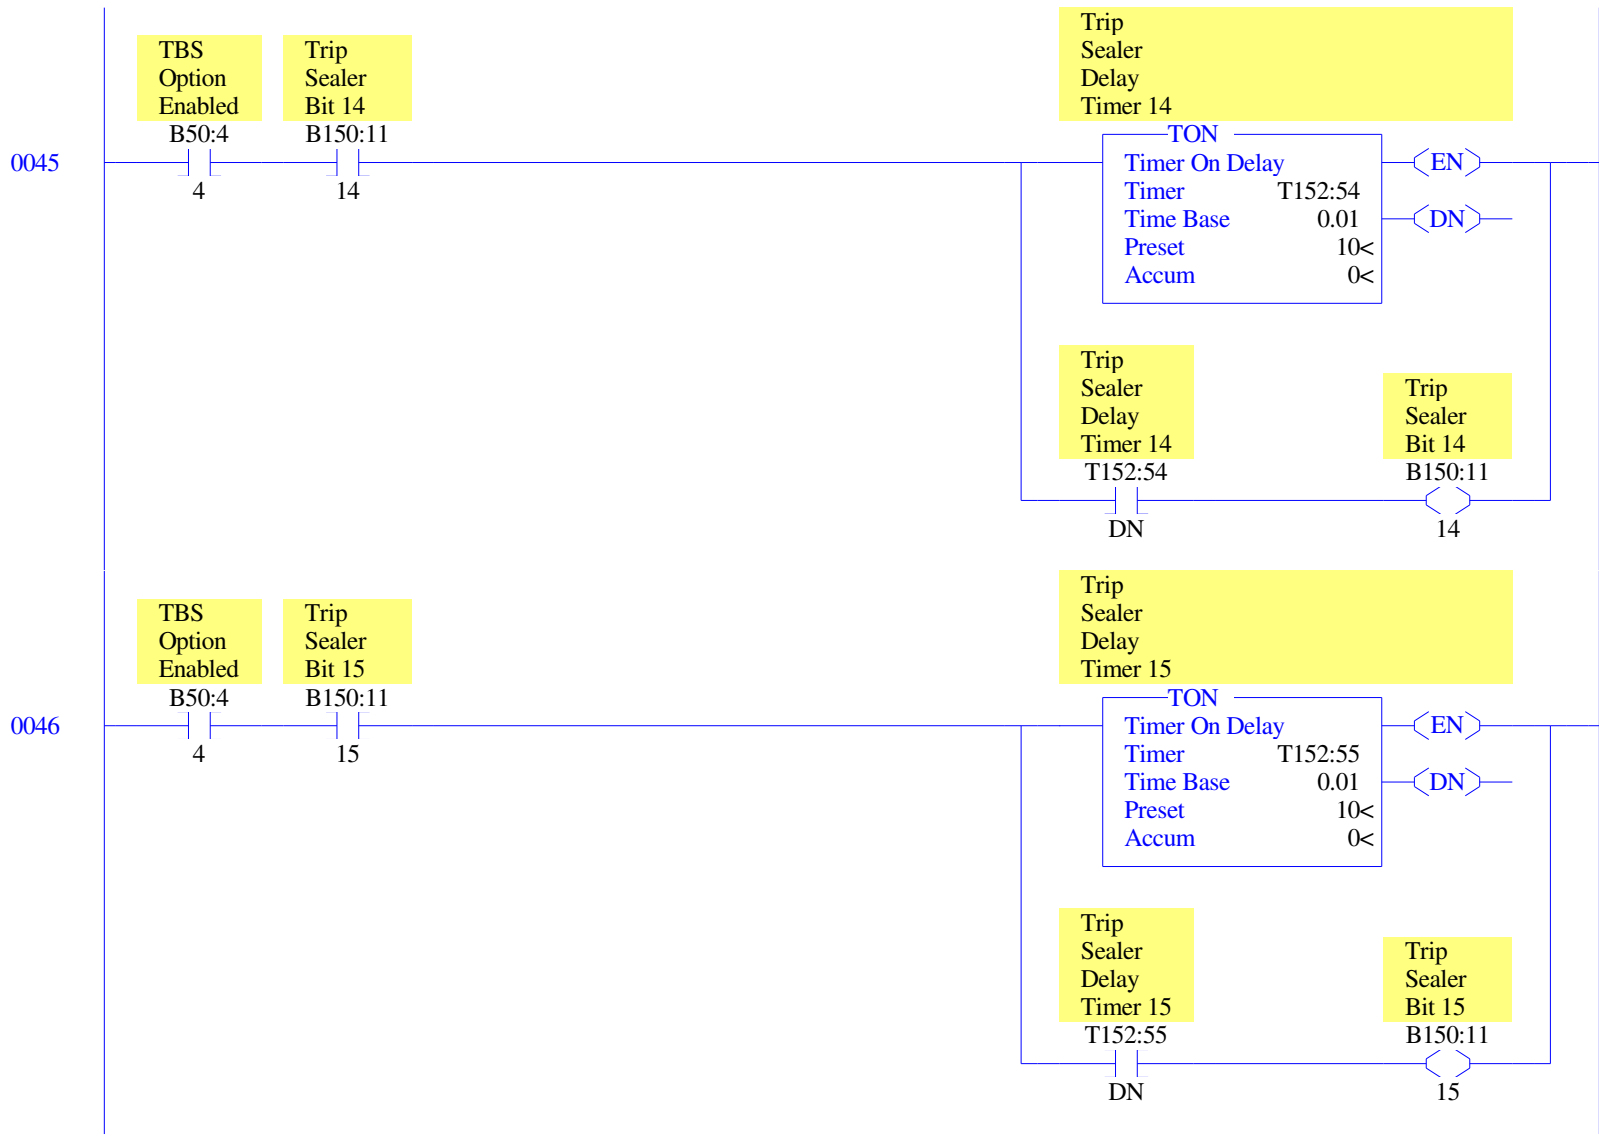 Trip
Sealer
Delay
Timer 14
TBS
Option
Enabled
B50:4
4
Trip
Sealer
Bit 14
B150:11
14
0045
TON
Timer On Delay
Timer T152:54
Time Base 0.01
Preset 10<
Accum 0<
EN
DN
Trip
Sealer
Delay
Timer 14
T152:54
DN
Trip
Sealer
Bit 14
B150:11
14
Trip
Sealer
Delay
Timer 15
TBS
Option
Enabled
B50:4
4
Trip
Sealer
Bit 15
B150:11
15
0046
TON
Timer On Delay
Timer T152:55
Time Base 0.01
Preset 10<
Accum 0<
EN
DN
Trip
Sealer
Delay
Timer 15
T152:55
DN
Trip
Sealer
Bit 15
B150:11
15